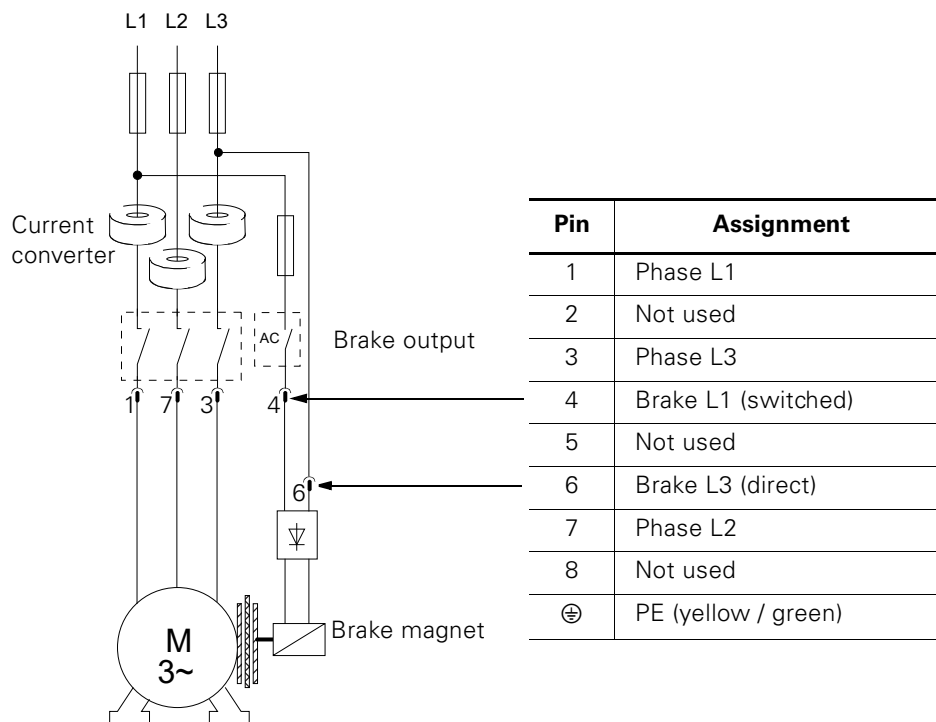 L1 L2 L3
Current
converter
AC
Brake output
1 7 3 4
6
M
3~
Brake magnet
Pin Assignment
1 Phase L1
2 Not used
3 Phase L3
4 Brake L1 (switched)
5 Not used
6 Brake L3 (direct)
7 Phase L2
8 Not used
PE (yellow / green)